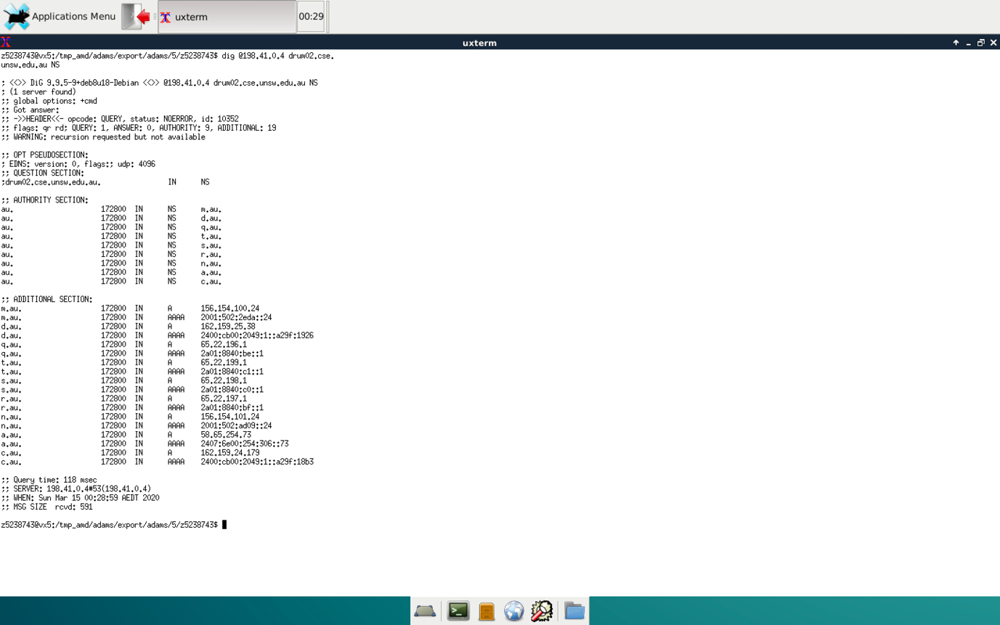 Applications Menu uxterm 00:29
uxterm
z5238743@vx5:/tmp_amd/adams/export/adams/5/z5238743$ dig @198.41.0.4 drum02.cse.
unsw.edu.au NS
; <<>> DiG 9.9.5-9+deb8u18-Debian <<>> @198.41.0.4 drum02.cse.unsw.edu.au NS
; (1 server found)
;; global options: +cmd
;; Got answer:
;; ->>HEADER<<- opcode: QUERY, status: NOERROR, id: 10352
;; flags: qr rd; QUERY: 1, ANSWER: 0, AUTHORITY: 9, ADDITIONAL: 19
;; WARNING: recursion requested but not available
;; OPT PSEUDOSECTION:
; EDNS: version: 0, flags:; udp: 4096
;; QUESTION SECTION:
;drum02.cse.unsw.edu.au. IN NS
;; AUTHORITY SECTION:
au. 172800 IN NS m.au.
au. 172800 IN NS d.au.
au. 172800 IN NS q.au.
au. 172800 IN NS t.au.
au. 172800 IN NS s.au.
au. 172800 IN NS r.au.
au. 172800 IN NS n.au.
au. 172800 IN NS a.au.
au. 172800 IN NS c.au.
;; ADDITIONAL SECTION:
m.au. 172800 IN A 156.154.100.24
m.au. 172800 IN AAAA 2001:502:2eda::24
d.au. 172800 IN A 162.159.25.38
d.au. 172800 IN AAAA 2400:cb00:2049:1::a29f:1926
q.au. 172800 IN A 65.22.196.1
q.au. 172800 IN AAAA 2a01:8840:be::1
t.au. 172800 IN A 65.22.199.1
t.au. 172800 IN AAAA 2a01:8840:c1::1
s.au. 172800 IN A 65.22.198.1
s.au. 172800 IN AAAA 2a01:8840:c0::1
r.au. 172800 IN A 65.22.197.1
r.au. 172800 IN AAAA 2a01:8840:bf::1
n.au. 172800 IN A 156.154.101.24
n.au. 172800 IN AAAA 2001:502:ad09::24
a.au. 172800 IN A 58.65.254.73
a.au. 172800 IN AAAA 2407:6e00:254:306::73
c.au. 172800 IN A 162.159.24.179
c.au. 172800 IN AAAA 2400:cb00:2049:1::a29f:18b3
;; Query time: 118 msec
;; SERVER: 198.41.0.4#53(198.41.0.4)
;; WHEN: Sun Mar 15 00:28:59 AEDT 2020
;; MSG SIZE rcvd: 591
z5238743@vx5:/tmp_amd/adams/export/adams/5/z5238743$